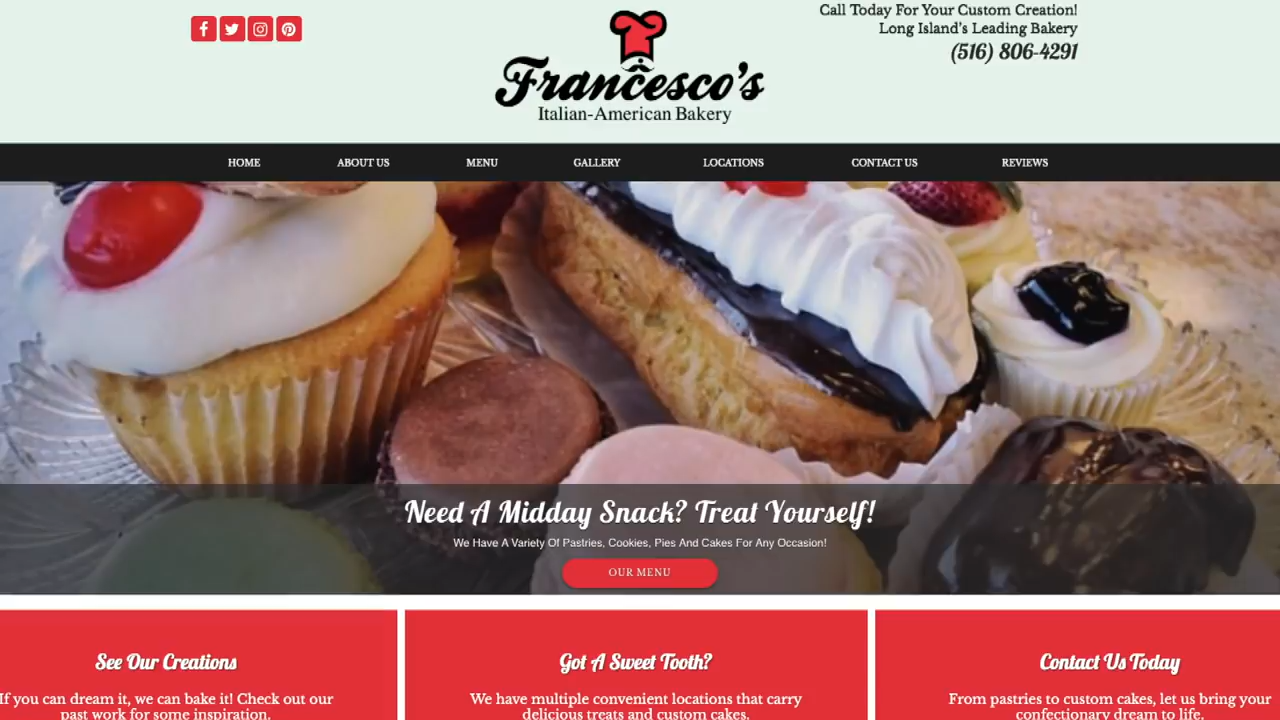 Call Today For Your Custom Creation!
Long Island's Leading Bakery
(516) 806-4291
Francesco's
Italian-American Bakery
HOME ABOUT US MENU GALLERY LOCATIONS CONTACT US REVIEWS
Need A Midday Snack? Treat Yourself!
We Have A Variety Of Pastries, Cookies, Pies And Cakes For Any Occasion!
OUR MENU
See Our Creations
If you can dream it, we can bake it! Check out our
past work for some inspiration.
Got A Sweet Tooth?
We have multiple convenient locations that carry
delicious treats and custom cakes.
Contact Us Today
From pastries to custom cakes, let us bring your
confectionary dream to life.